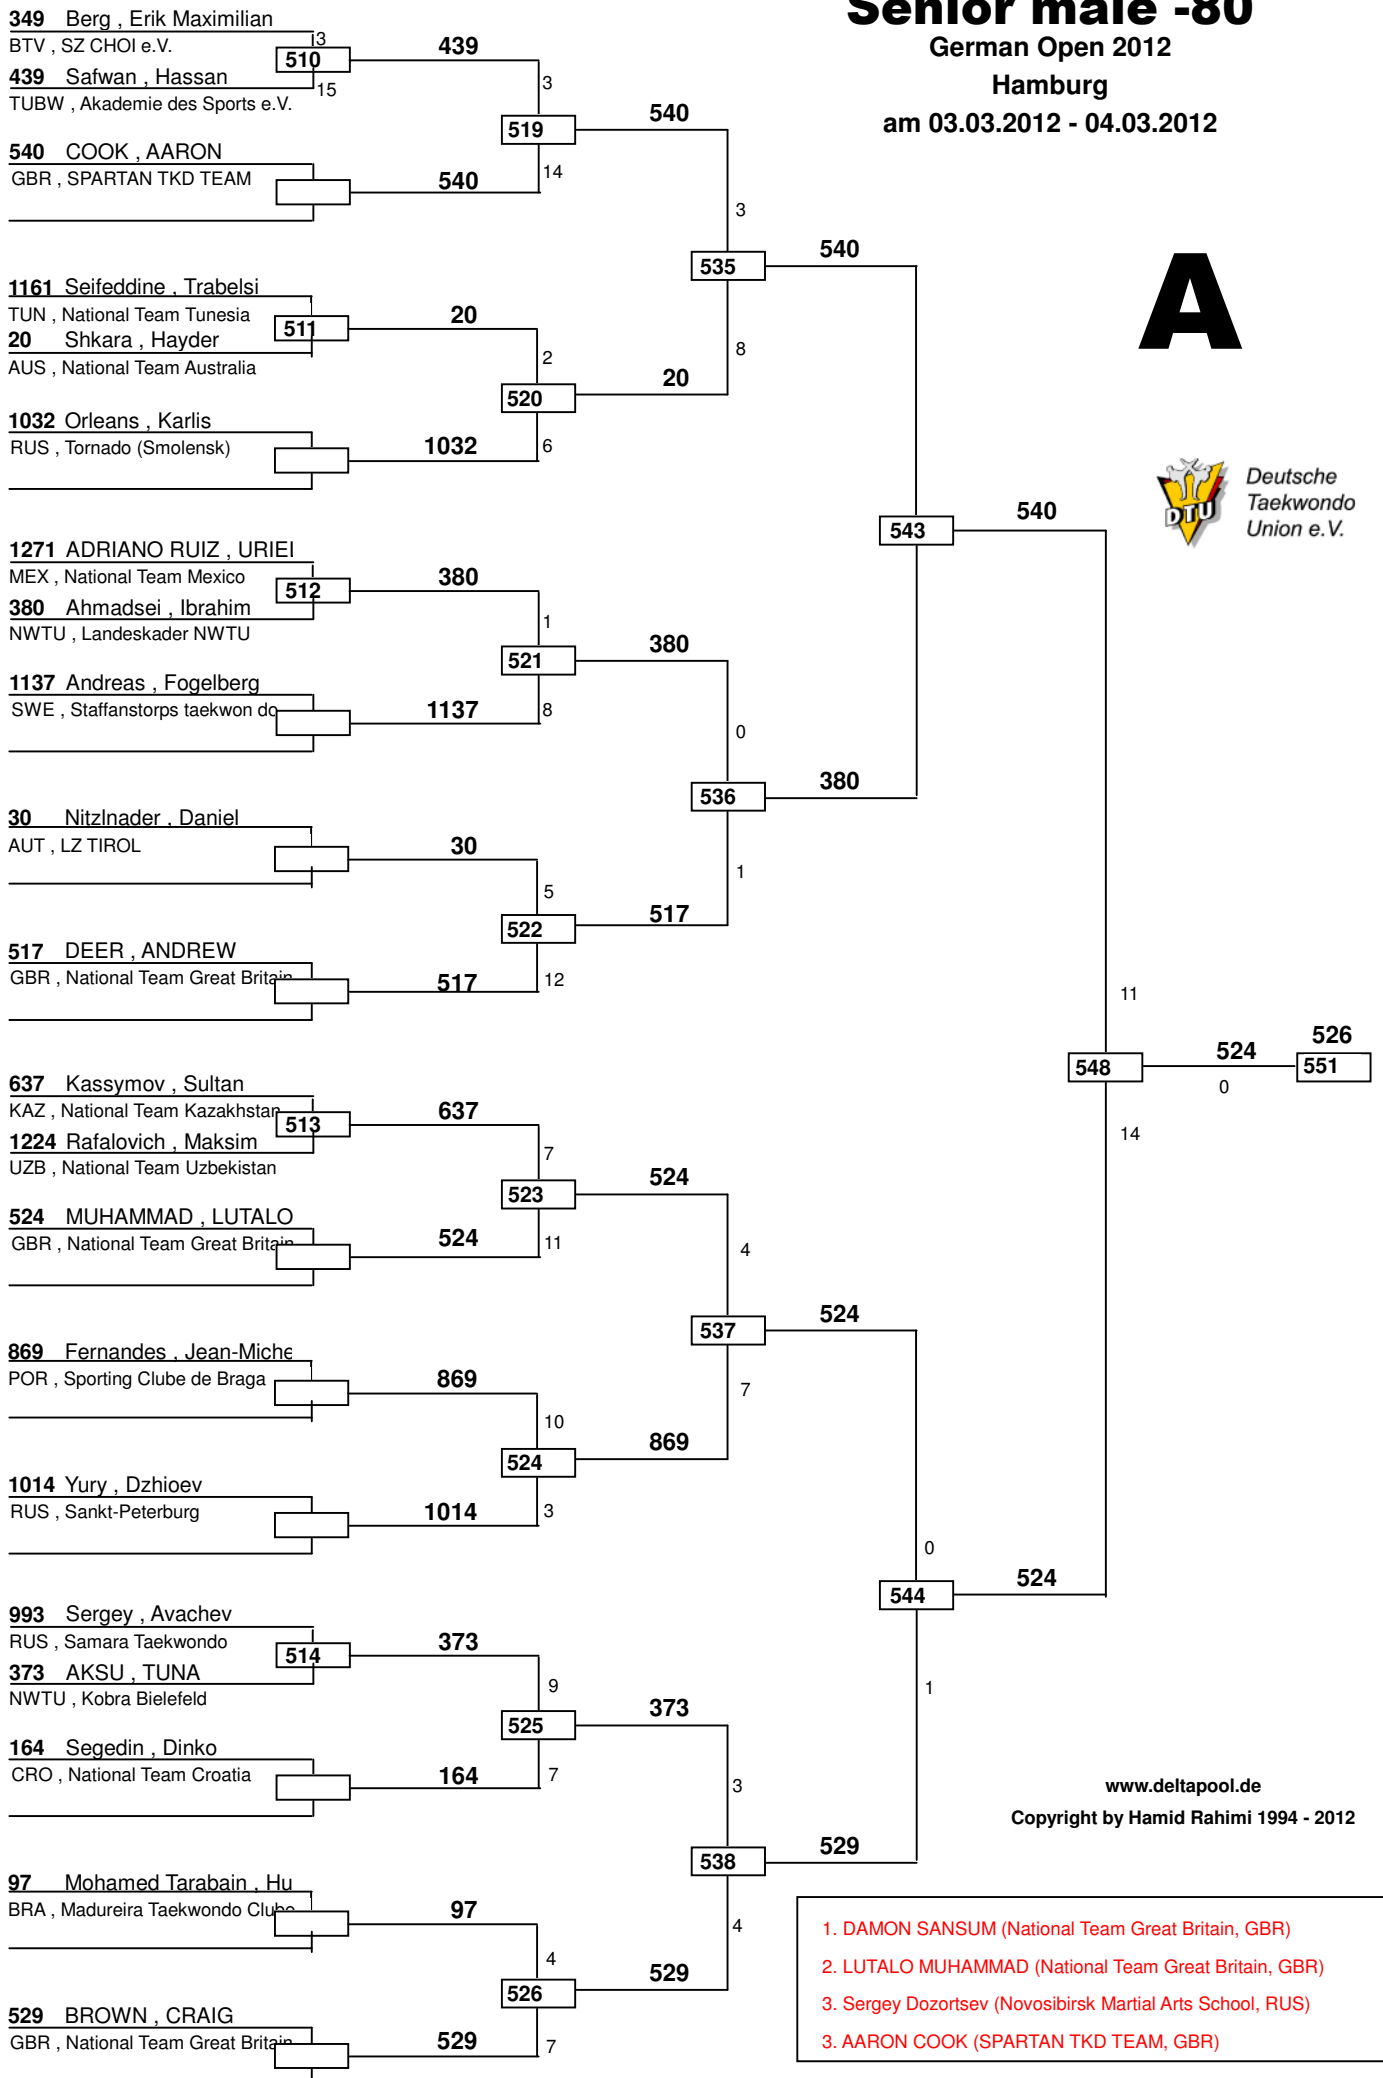 Senior male -80
German Open 2012
Hamburg
am 03.03.2012 - 04.03.2012
A
Deutsche
Taekwondo
Union e.V.
DTU
349 Berg , Erik Maximilian
BTV , SZ CHOI e.V.
3
510
439
439 Safwan , Hassan
15
TUBW , Akademie des Sports e.V.
3
519
540
540 COOK , AARON
GBR , SPARTAN TKD TEAM
540
14
3
535
540
1161 Seifeddine , Trabelsi
TUN , National Team Tunesia
511
20
20 Shkara , Hayder
AUS , National Team Australia
2
8
520
20
1032 Orleans , Karlis
RUS , Tornado (Smolensk)
1032
6
543
540
1271 ADRIANO RUIZ , URIEI
MEX , National Team Mexico
512
380
380 Ahmadsei , Ibrahim
NWTU , Landeskader NWTU
1
521
380
1137 Andreas , Fogelberg
SWE , Staffanstorps taekwon do
1137
8
0
536
380
30 Nitzlnader , Daniel
AUT , LZ TIROL
30
1
5
522
517
517 DEER , ANDREW
GBR , National Team Great Britain
517
12
11
548
524
0
526
551
14
637 Kassymov , Sultan
KAZ , National Team Kazakhstan
513
637
1224 Rafalovich , Maksim
UZB , National Team Uzbekistan
7
523
524
524 MUHAMMAD , LUTALO
GBR , National Team Great Britain
524
11
4
537
524
869 Fernandes , Jean-Miche
POR , Sporting Clube de Braga
869
7
10
524
869
1014 Yury , Dzhioev
RUS , Sankt-Peterburg
1014
3
0
544
524
1
993 Sergey , Avachev
RUS , Samara Taekwondo
514
373
373 AKSU , TUNA
NWTU , Kobra Bielefeld
9
525
373
164 Segedin , Dinko
CRO , National Team Croatia
164
7
3
538
529
97 Mohamed Tarabain , Hu
BRA , Madureira Taekwondo Clube
97
4
4
526
529
529 BROWN , CRAIG
GBR , National Team Great Britain
529
7
www.deltapool.de
Copyright by Hamid Rahimi 1994 - 2012
1. DAMON SANSUM (National Team Great Britain, GBR)
2. LUTALO MUHAMMAD (National Team Great Britain, GBR)
3. Sergey Dozortsev (Novosibirsk Martial Arts School, RUS)
3. AARON COOK (SPARTAN TKD TEAM, GBR)